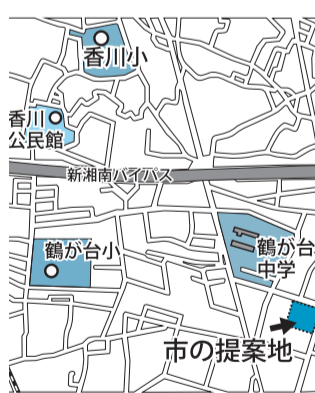 香川小
香川
公民館
新湘南バイパス
鶴が台小
鶴が台
中学
市の提案地